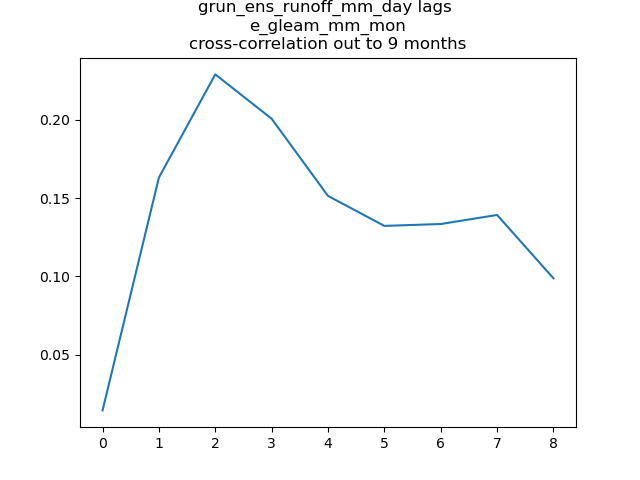 grun_ens_runoff_mm_day lags
e_gleam_mm_mon
cross-correlation out to 9 months
0.20
0.15
0.10
0.05
0 1 2 3 4 5 6 7 8